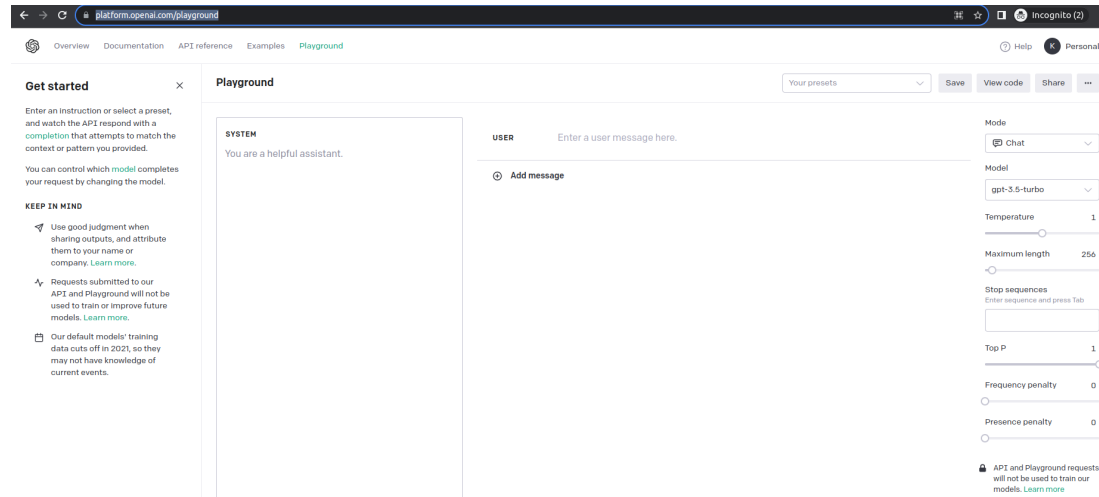 platform.openai.com/playground
Incognito (2)
Overview Documentation API reference Examples Playground
Help K Personal
Get started
Enter an instruction or select a preset,
and watch the API respond with a
completion that attempts to match the
context or pattern you provided.
You can control which model completes
your request by changing the model.
KEEP IN MIND
Use good judgment when
sharing outputs, and attribute
them to your name or
company. Learn more.
Requests submitted to our
API and Playground will not be
used to train or improve future
models. Learn more.
Our default models' training
data cuts off in 2021, so they
may not have knowledge of
current events.
Playground
Your presets
Save
View code
Share
...
SYSTEM
You are a helpful assistant.
USER
Enter a user message here.
Add message
Mode
Chat
Model
gpt-3.5-turbo
Temperature 1
Maximum length 256
Stop sequences
Enter sequence and press Tab
Top P 1
Frequency penalty 0
Presence penalty 0
API and Playground requests
will not be used to train our
models. Learn more